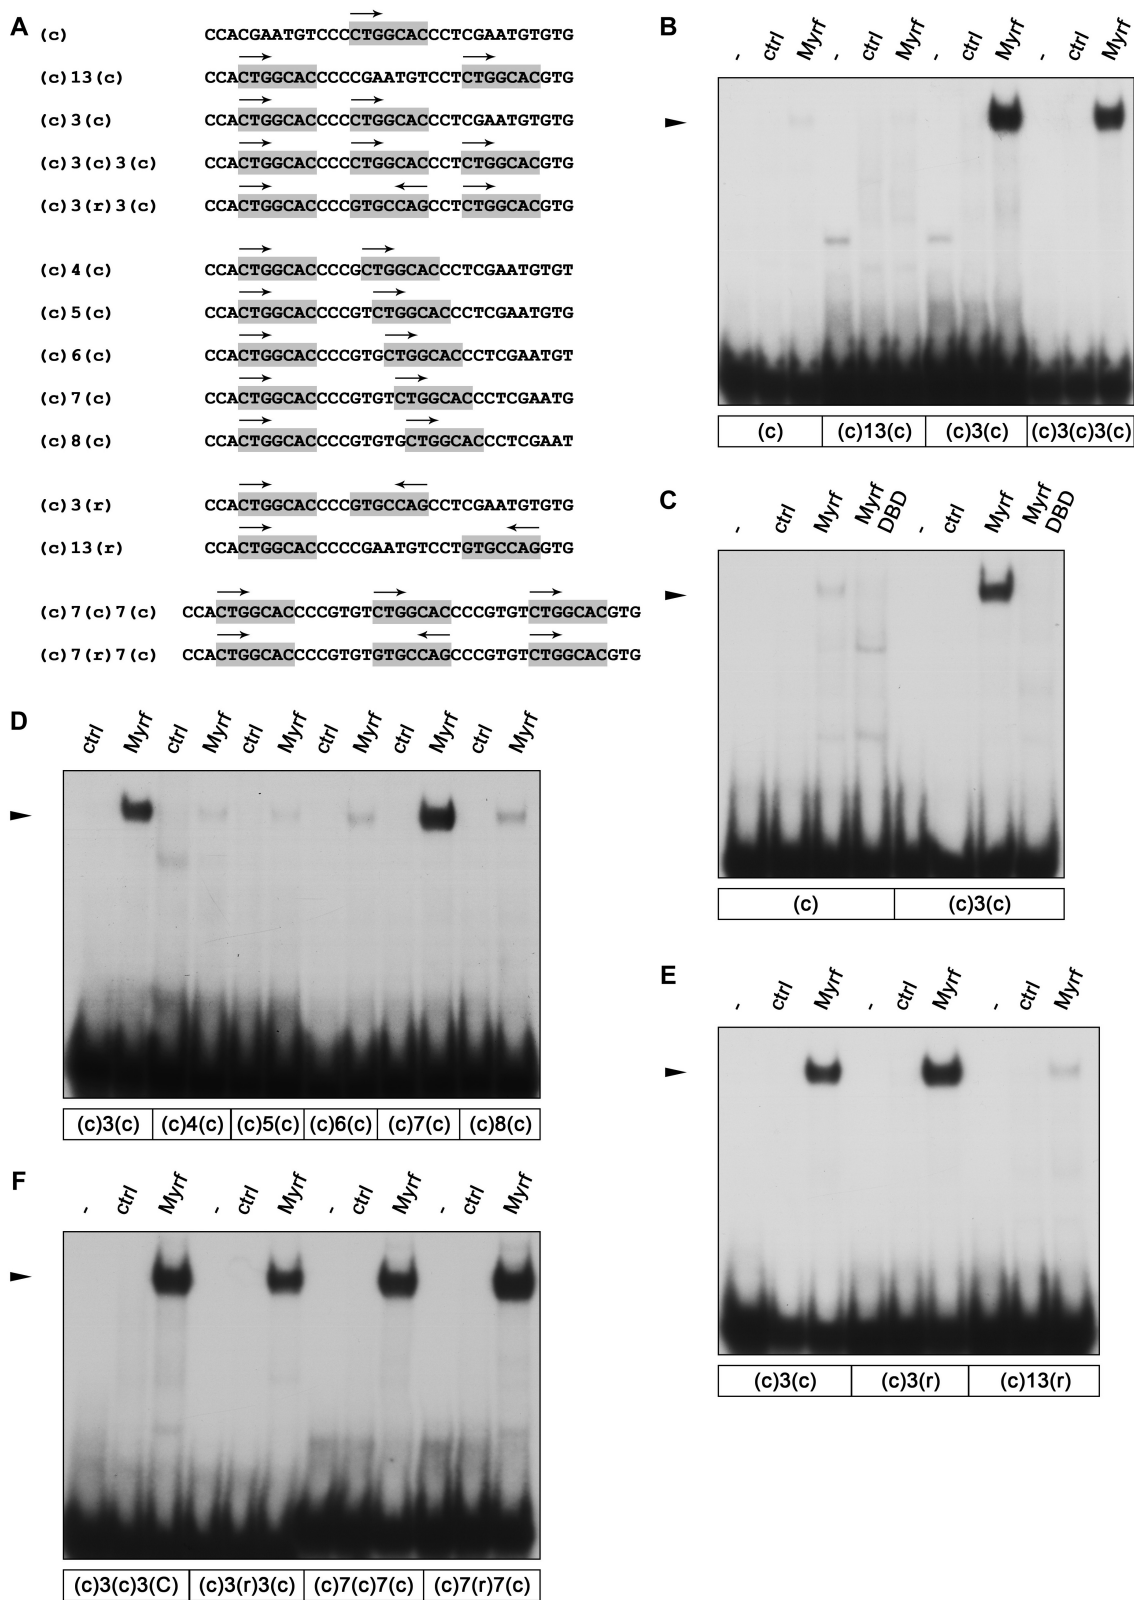 A
(c) CCACGAATGTCCCCTGGCACCCTCGAATGTGTG
(c)13(c) CCACTGGCACCCCCGAATGTCCTCTGGCACGTG
(c)3(c) CCACTGGCACCCCCTGGCACCCTCGAATGTGTG
(c)3(c)3(c) CCACTGGCACCCCCTGGCACCCTCTGGCACGTG
(c)3(r)3(c) CCACTGGCACCCCGTGCCAGCCTCTGGCACGTG
(c)4(c) CCACTGGCACCCCGCTGGCACCCTCGAATGTGT
(c)5(c) CCACTGGCACCCCGTCTGGCACCCTCGAATGTG
(c)6(c) CCACTGGCACCCCGTGCTGGCACCCTCGAATGT
(c)7(c) CCACTGGCACCCCGTGTCTGGCACCCTCGAATG
(c)8(c) CCACTGGCACCCCGTGTGCTGGCACCCTCGAAT
(c)3(r) CCACTGGCACCCCGTGCCAGCCTCGAATGTGTG
(c)13(r) CCACTGGCACCCCCGAATGTCCTGTGCCAGGTG
(c)7(c)7(c) CCACTGGCACCCCGTGTCTGGCACCCCGTGTCTGGCACGTG
(c)7(r)7(c) CCACTGGCACCCCGTGTGTGCCAGCCCGTGTCTGGCACGTG
B
- ctrl Myrf - ctrl Myrf - ctrl Myrf - ctrl Myrf
(c) (c)13(c) (c)3(c) (c)3(c)3(c)
C
- ctrl Myrf Myrf DBD - ctrl Myrf Myrf DBD
(c) (c)3(c)
D
ctrl Myrf ctrl Myrf ctrl Myrf ctrl Myrf ctrl Myrf ctrl Myrf
(c)3(c) (c)4(c) (c)5(c) (c)6(c) (c)7(c) (c)8(c)
E
- ctrl Myrf - ctrl Myrf - ctrl Myrf
(c)3(c) (c)3(r) (c)13(r)
F
- ctrl Myrf - ctrl Myrf - ctrl Myrf - ctrl Myrf
(c)3(c)3(C) (c)3(r)3(c) (c)7(c)7(c) (c)7(r)7(c)